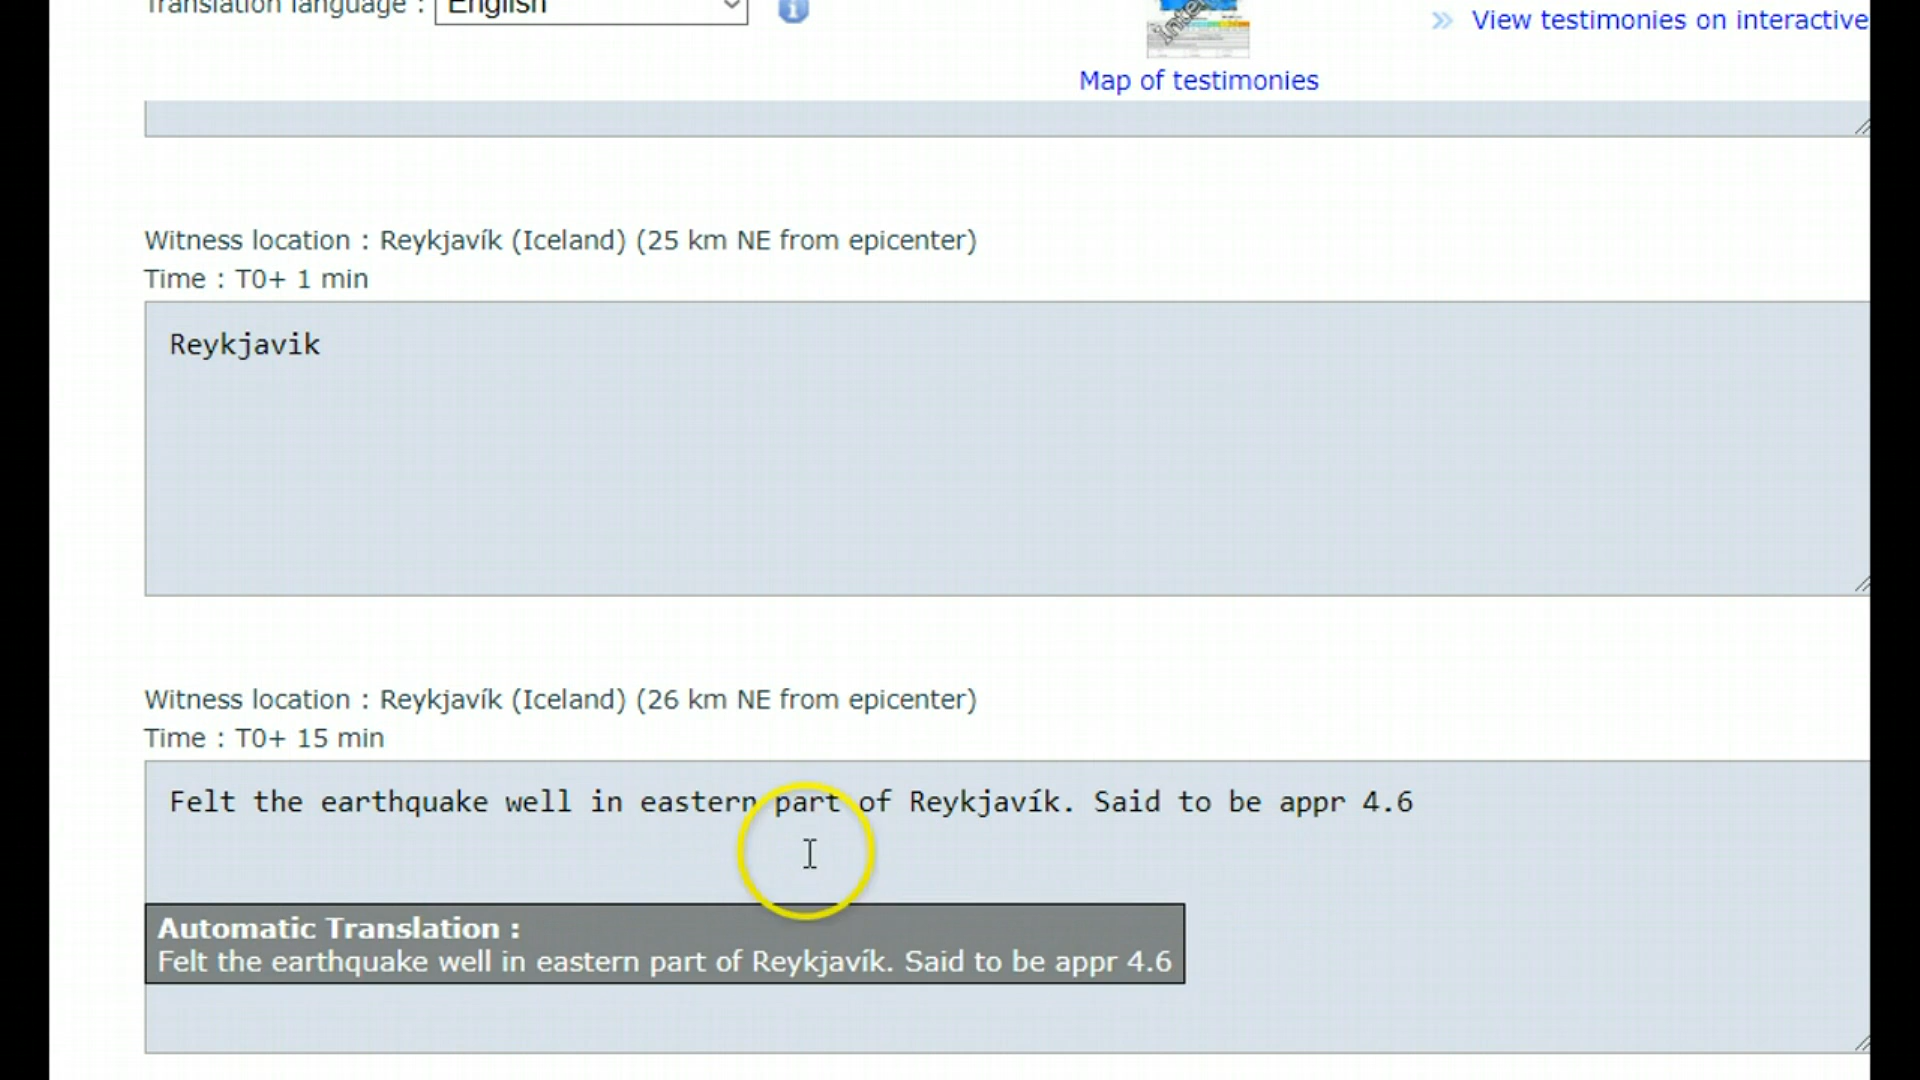 Translation language : English
View testimonies on interactive
Map of testimonies
Witness location : Reykjavík (Iceland) (25 km NE from epicenter)
Time : T0+ 1 min
Reykjavik
Witness location : Reykjavík (Iceland) (26 km NE from epicenter)
Time : T0+ 15 min
Felt the earthquake well in eastern part of Reykjavík. Said to be appr 4.6
Automatic Translation :
Felt the earthquake well in eastern part of Reykjavík. Said to be appr 4.6